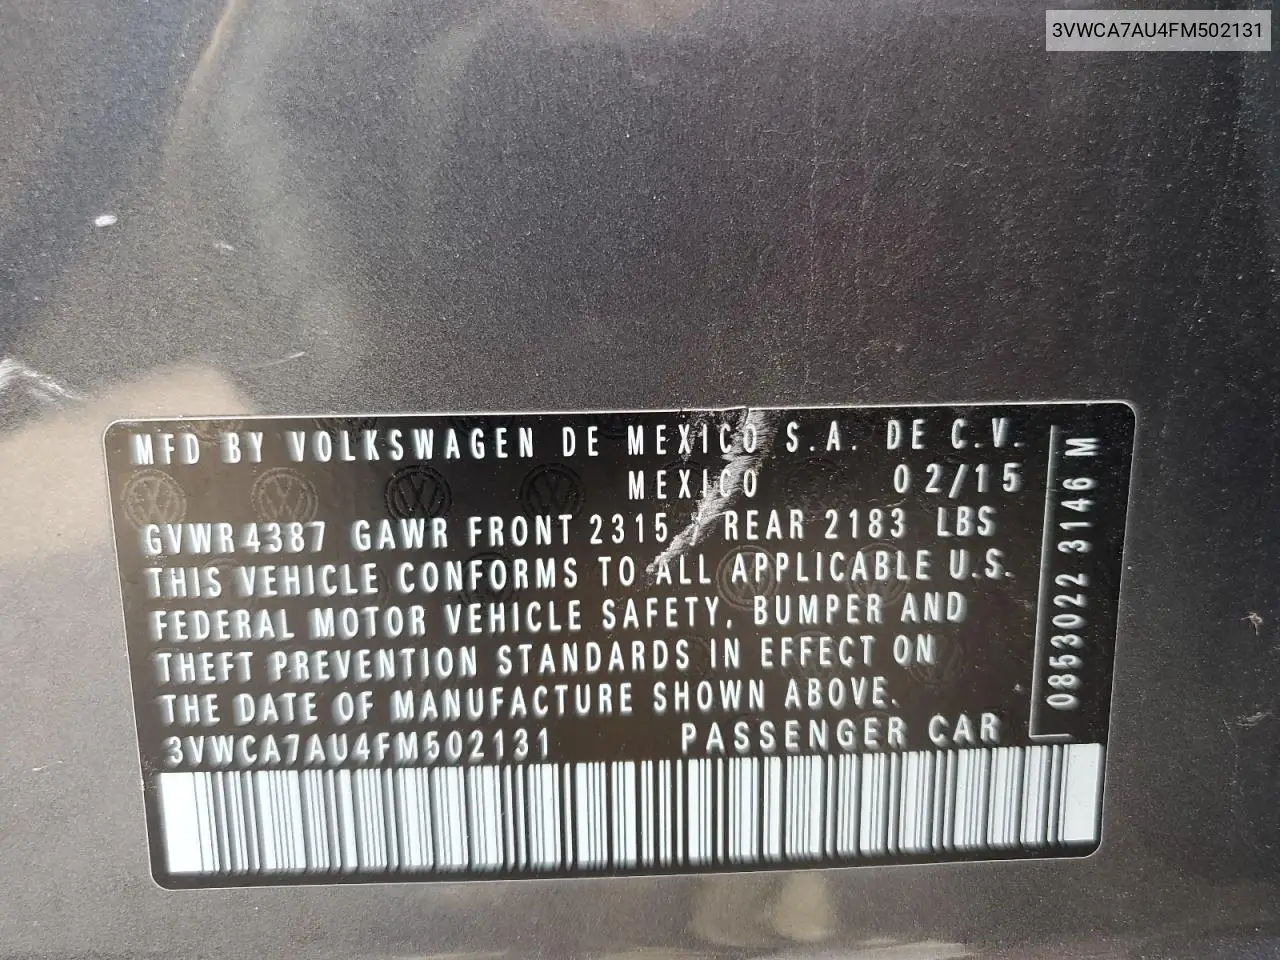 3VWCA7AU4FM502131
MFD BY VOLKSWAGEN DE MEXICO S.A. DE C.V.
MEXICO 02/15
GVWR 4387 GAWR FRONT 2315 / REAR 2183 LBS
THIS VEHICLE CONFORMS TO ALL APPLICABLE U.S.
FEDERAL MOTOR VEHICLE SAFETY, BUMPER AND
THEFT PREVENTION STANDARDS IN EFFECT ON
THE DATE OF MANUFACTURE SHOWN ABOVE.
3VWCA7AU4FM502131 PASSENGER CAR
0853022 3146 M